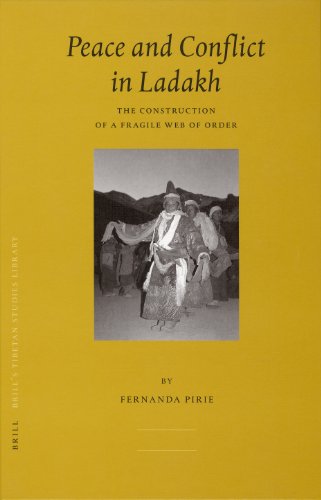 Peace and Conflict
in Ladakh
THE CONSTRUCTION
OF A FRAGILE WEB OF ORDER
BY
FERNANDA PIRIE
BRILL
BRILL'S TIBETAN STUDIES LIBRARY